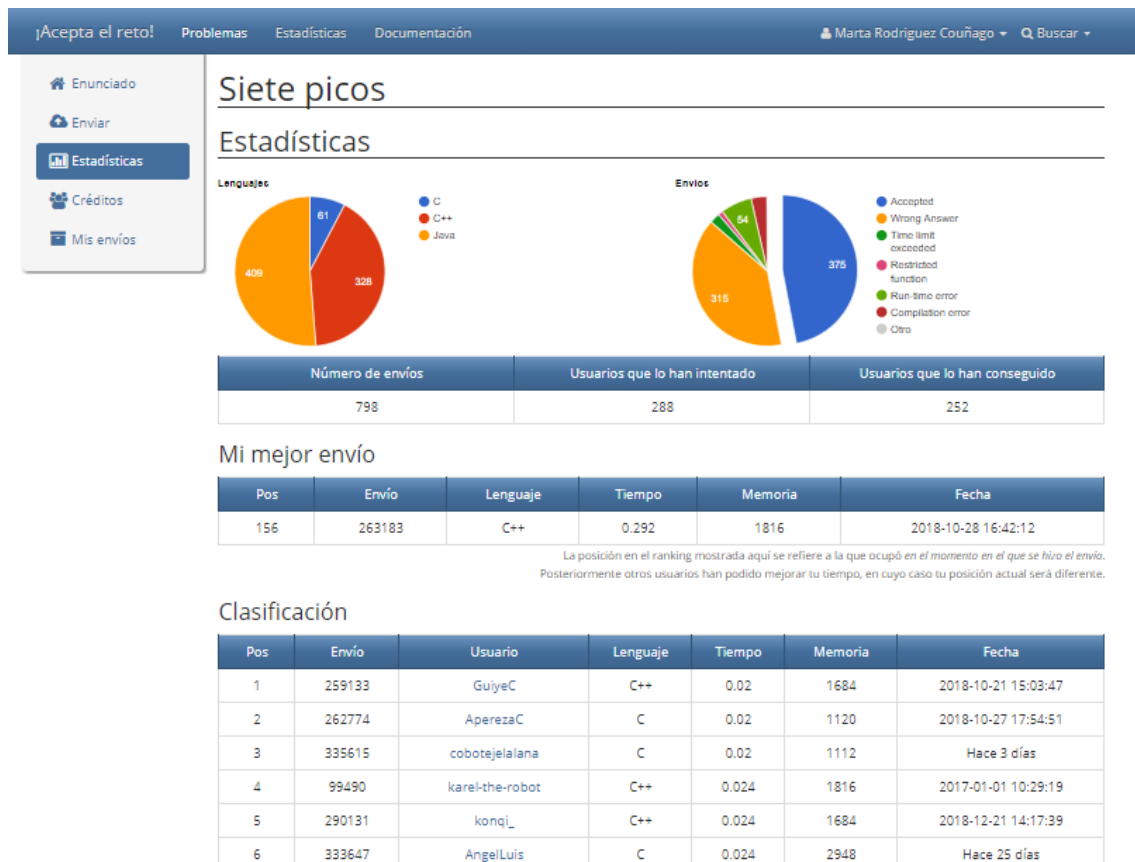 ¡Acepta el reto! Problemas Estadísticas Documentación Marta Rodriguez Couñago Buscar
Enunciado
Enviar
Estadísticas
Créditos
Mis envíos
Siete picos
Estadísticas
Lenguajes
61
328
409
C
C++
Java
Envíos
54
375
315
Accepted
Wrong Answer
Time limit
exceeded
Restricted
function
Run-time error
Compilation error
Otro
Número de envíos Usuarios que lo han intentado Usuarios que lo han conseguido
798 288 252
Mi mejor envío
Pos Envío Lenguaje Tiempo Memoria Fecha
156 263183 C++ 0.292 1816 2018-10-28 16:42:12
La posición en el ranking mostrada aquí se refiere a la que ocupó en el momento en el que se hizo el envío.
Posteriormente otros usuarios han podido mejorar tu tiempo, en cuyo caso tu posición actual será diferente.
Clasificación
Pos Envío Usuario Lenguaje Tiempo Memoria Fecha
1 259133 GuiyeC C++ 0.02 1684 2018-10-21 15:03:47
2 262774 AperezaC C 0.02 1120 2018-10-27 17:54:51
3 335615 cobotejelalana C 0.02 1112 Hace 3 días
4 99490 karel-the-robot C++ 0.024 1816 2017-01-01 10:29:19
5 290131 konqi_ C++ 0.024 1684 2018-12-21 14:17:39
6 333647 AngelLuis C 0.024 2948 Hace 25 días